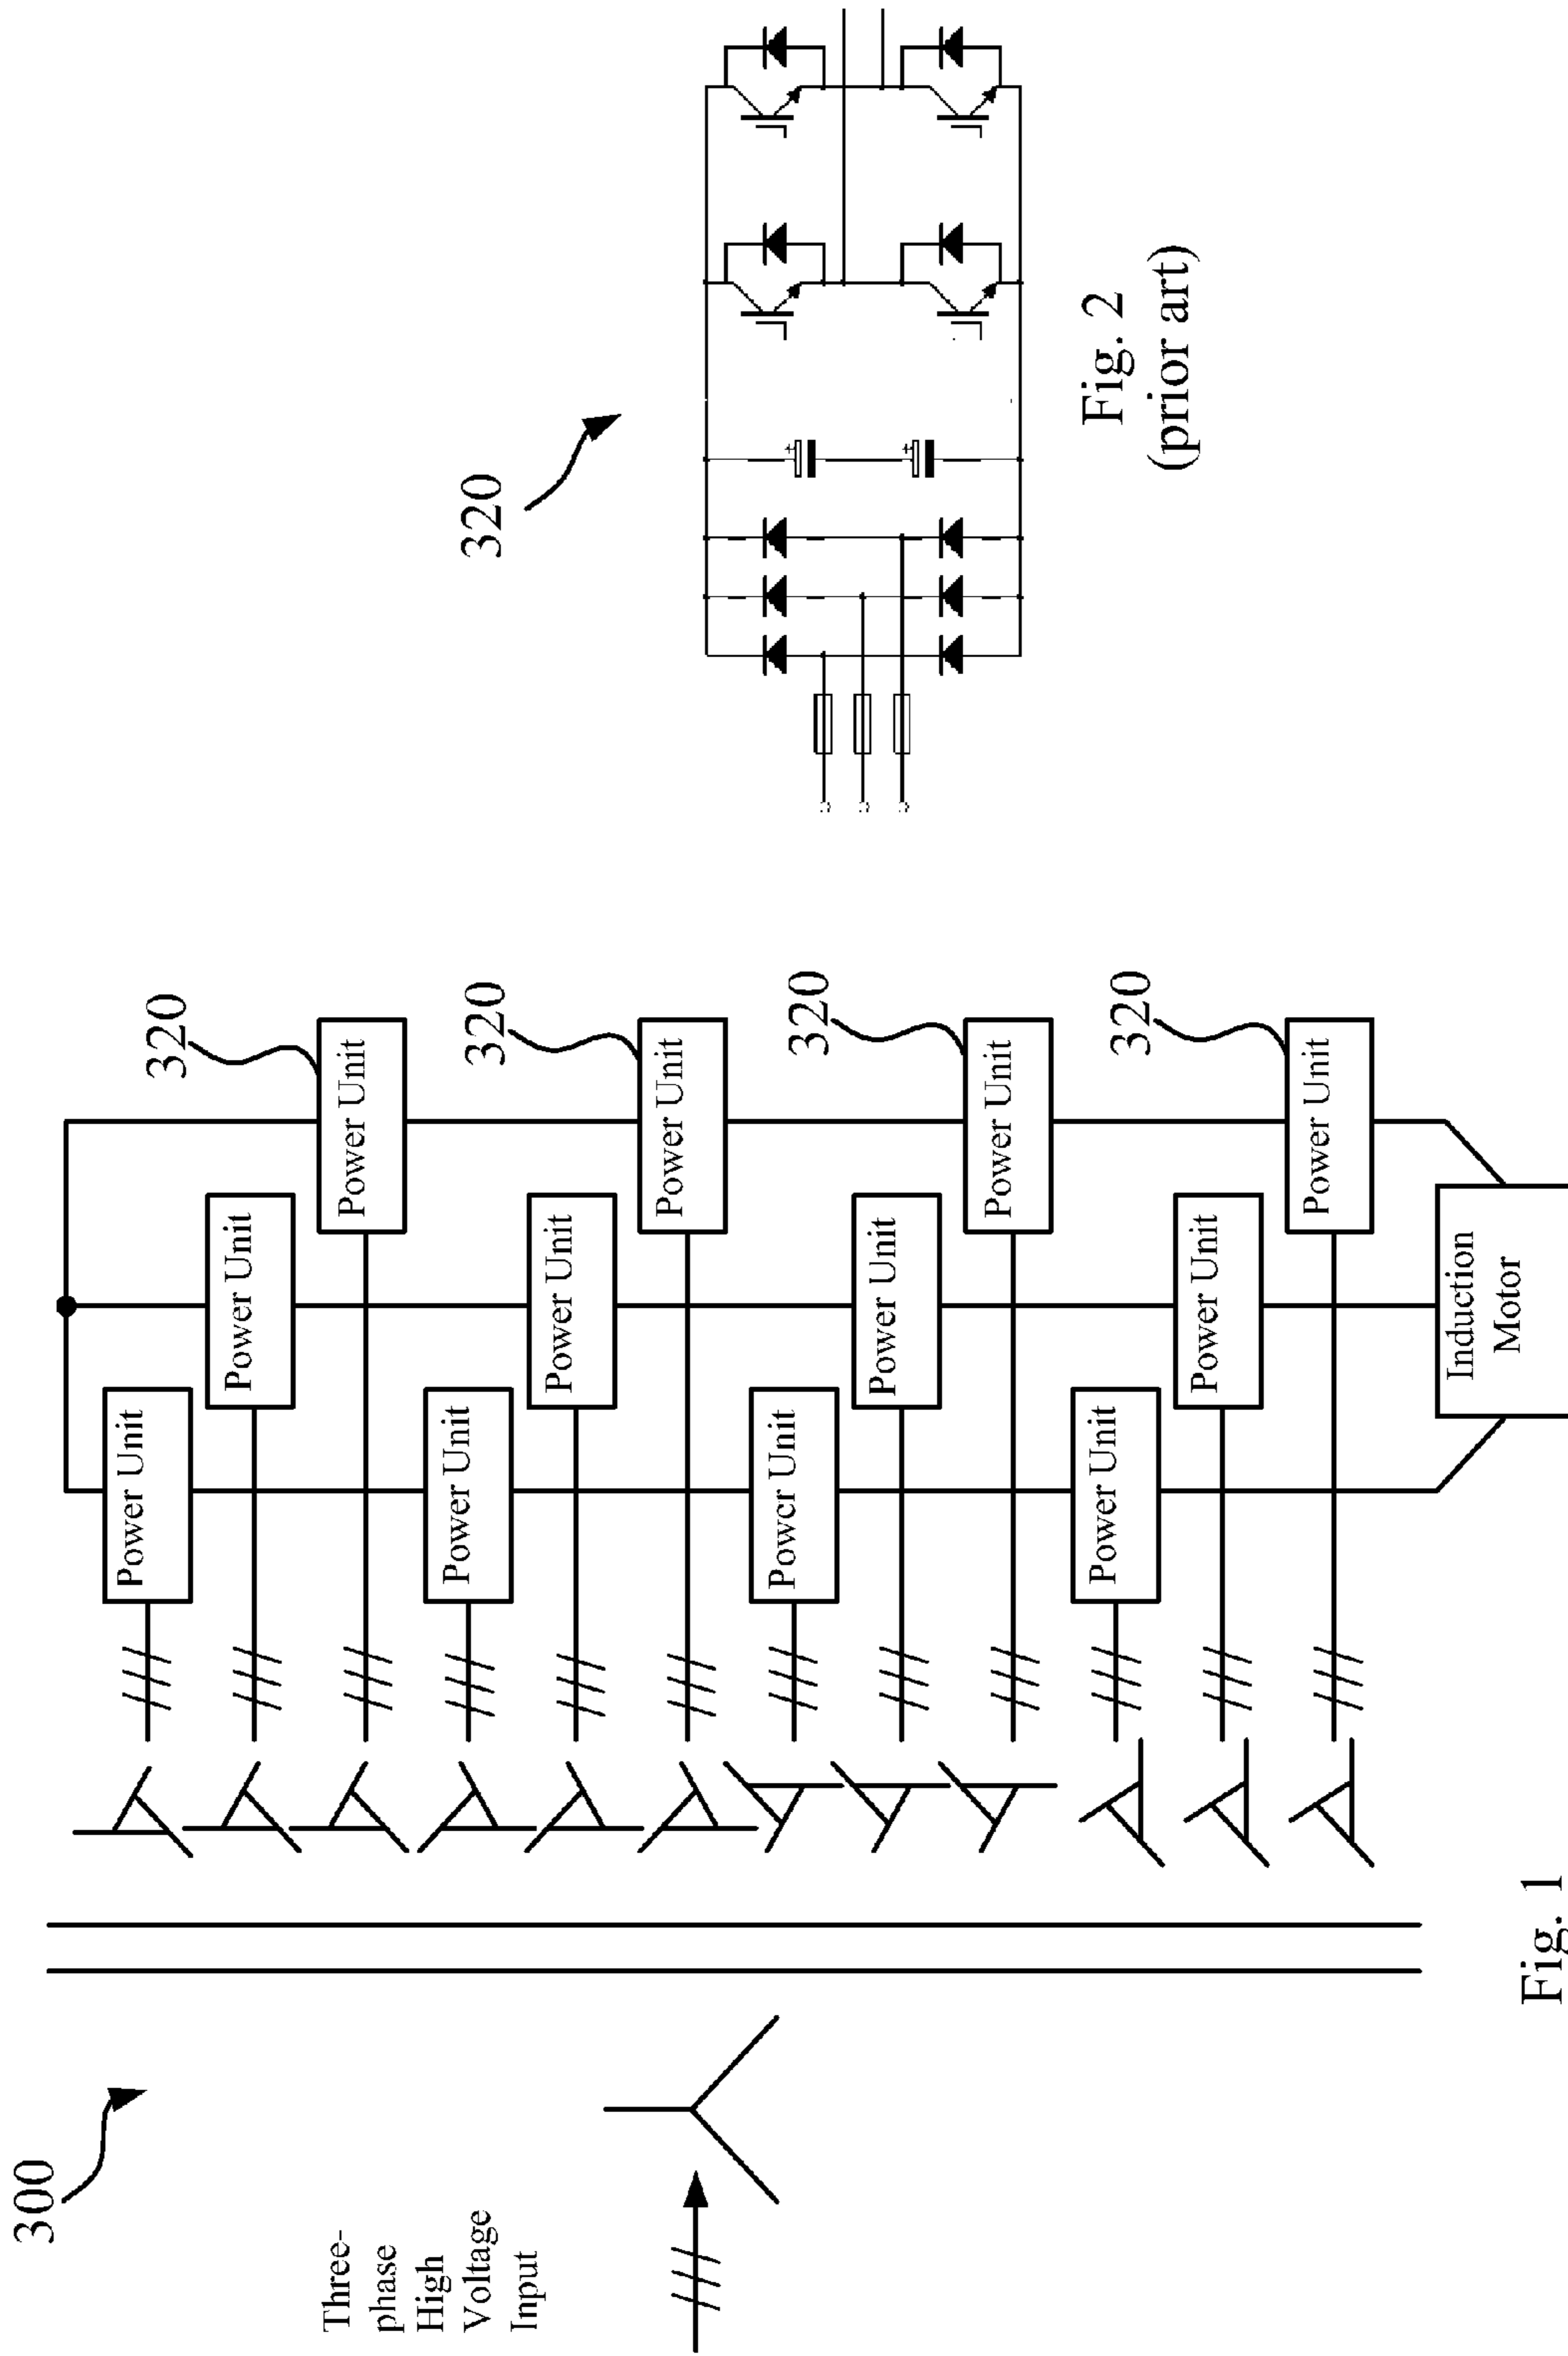 300
Three-
phase
High
Voltage
Input
Power Unit
Power Unit
Power Unit
320
Power Unit
Power Unit
Power Unit
320
Power Unit
Power Unit
Power Unit
320
Power Unit
Power Unit
Power Unit
320
Induction
Motor
Fig. 1
320
Fig. 2
(prior art)